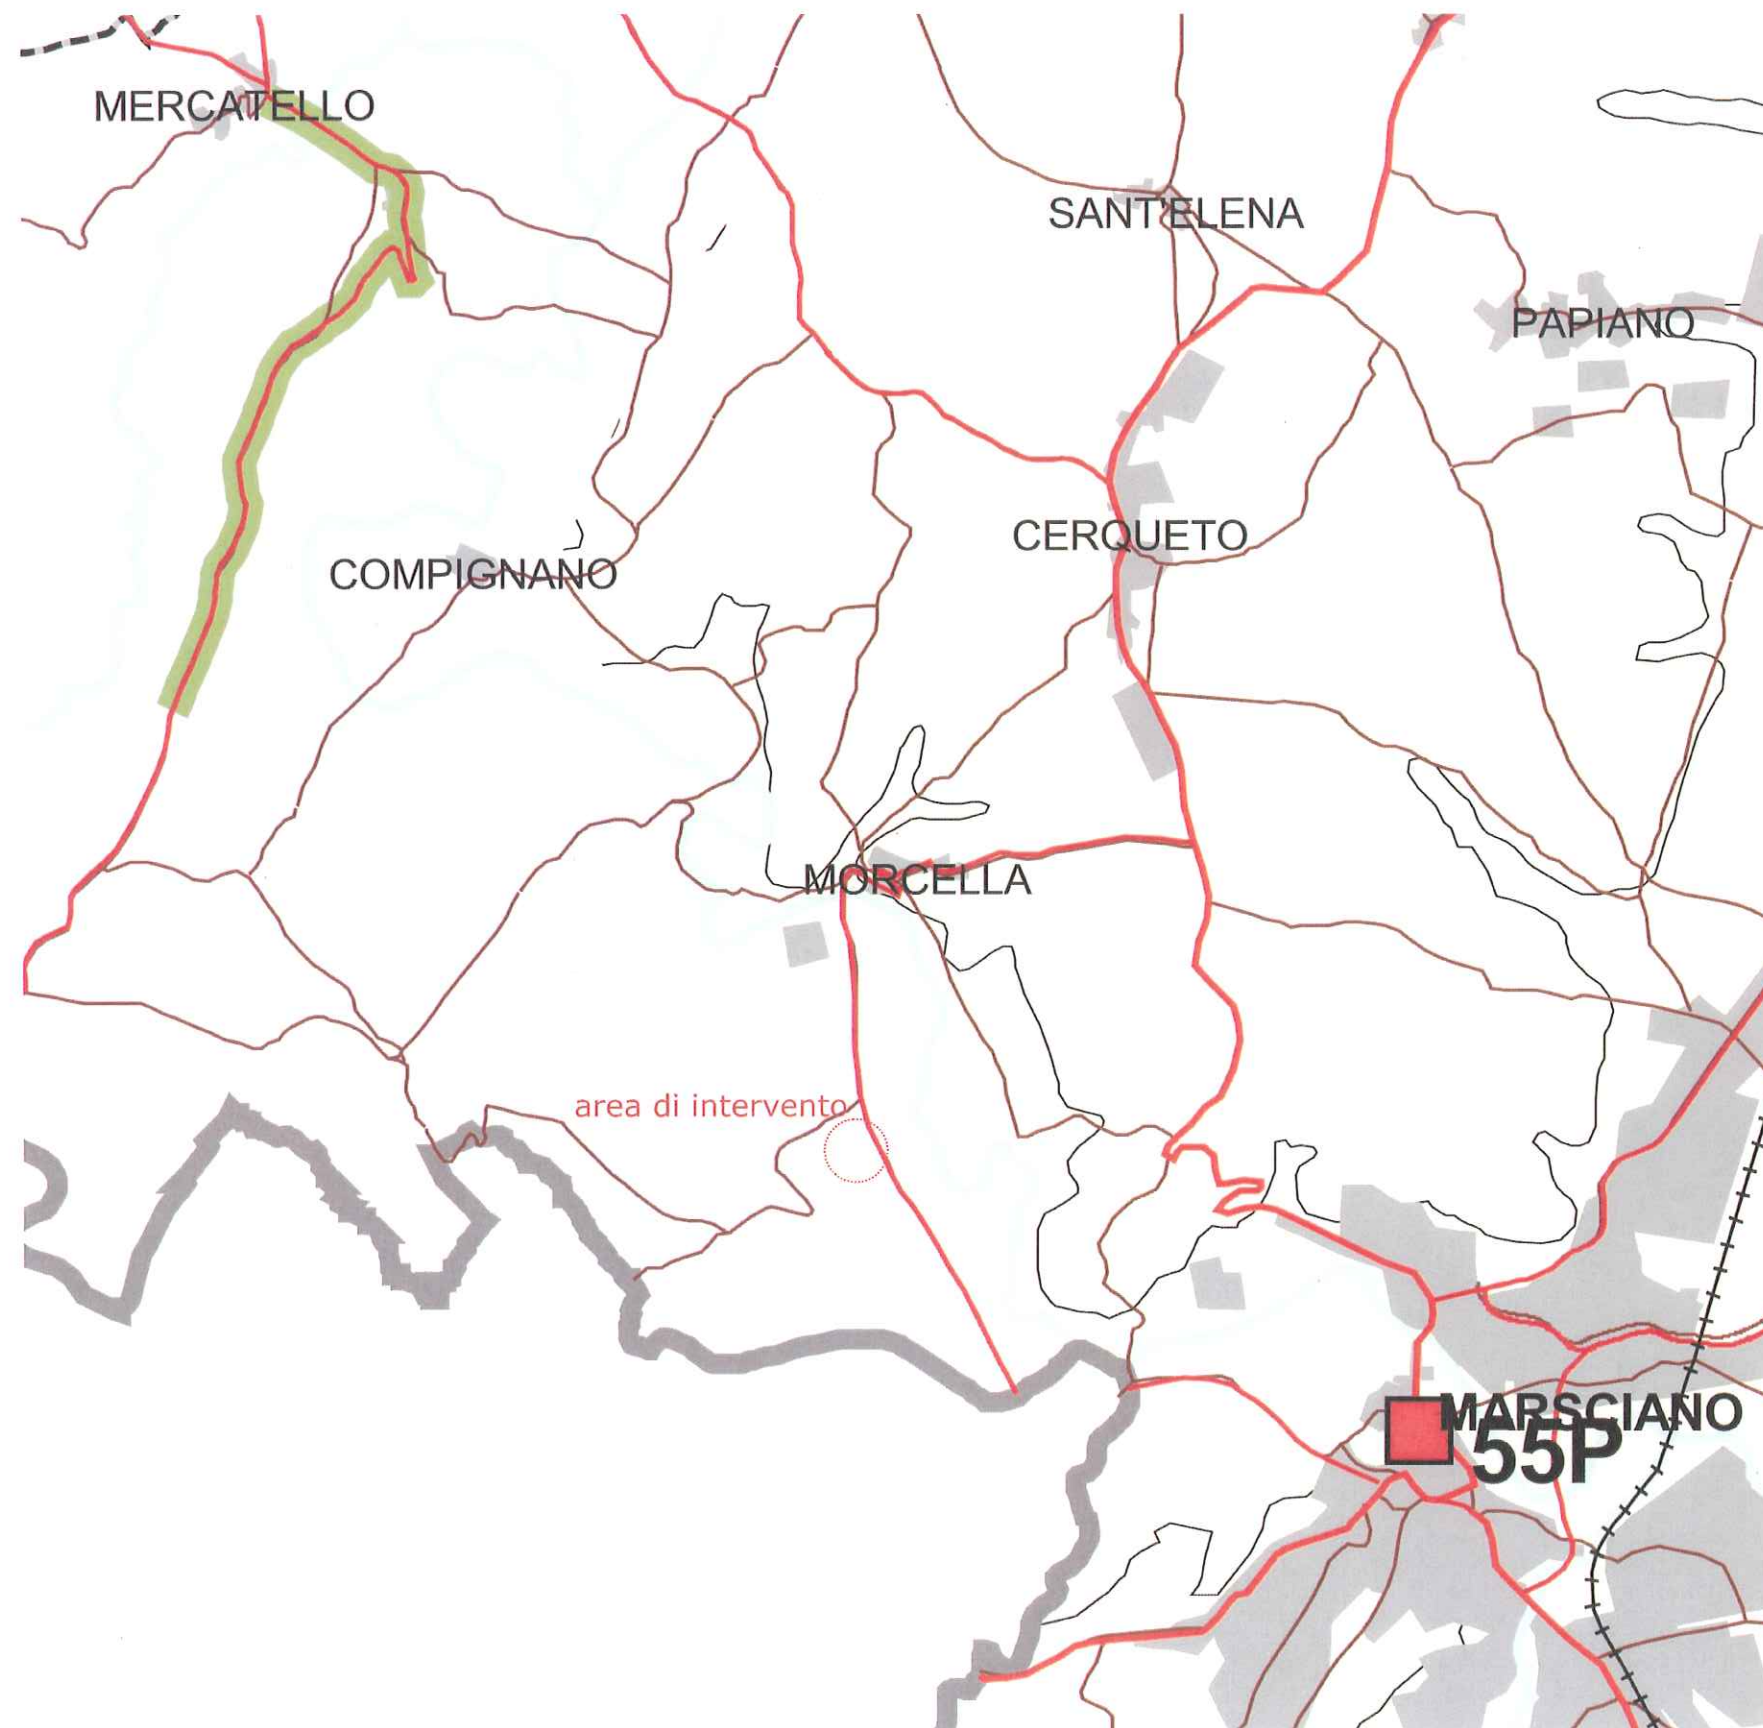 MERCATELLO
SANT'ELENA
PAPIANO
CERQUETO
COMPIGNANO
MORCELLA
area di intervento
MARSCIANO
55P